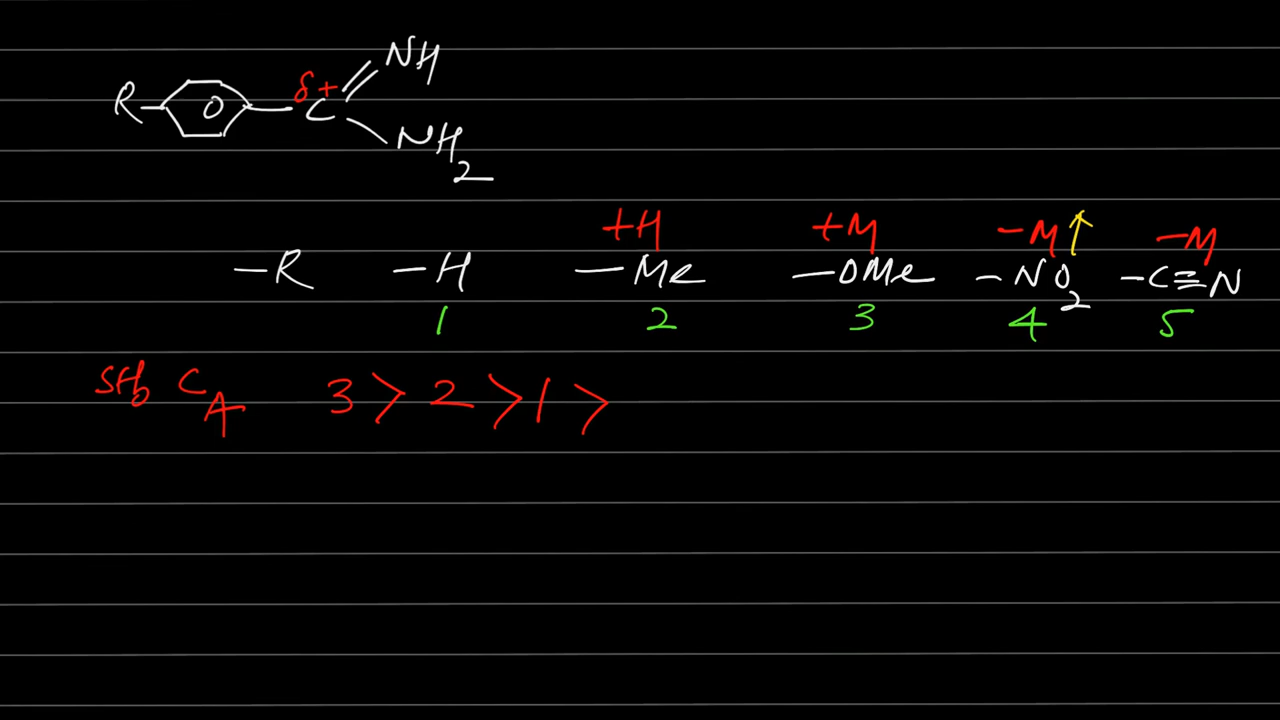 NH
R O C δ+
NH2
+H +M -M ↑ -M
-R -H -Me -OMe -NO2 -C≡N
1 2 3 4 5
Stb CA 3 > 2 > 1 >